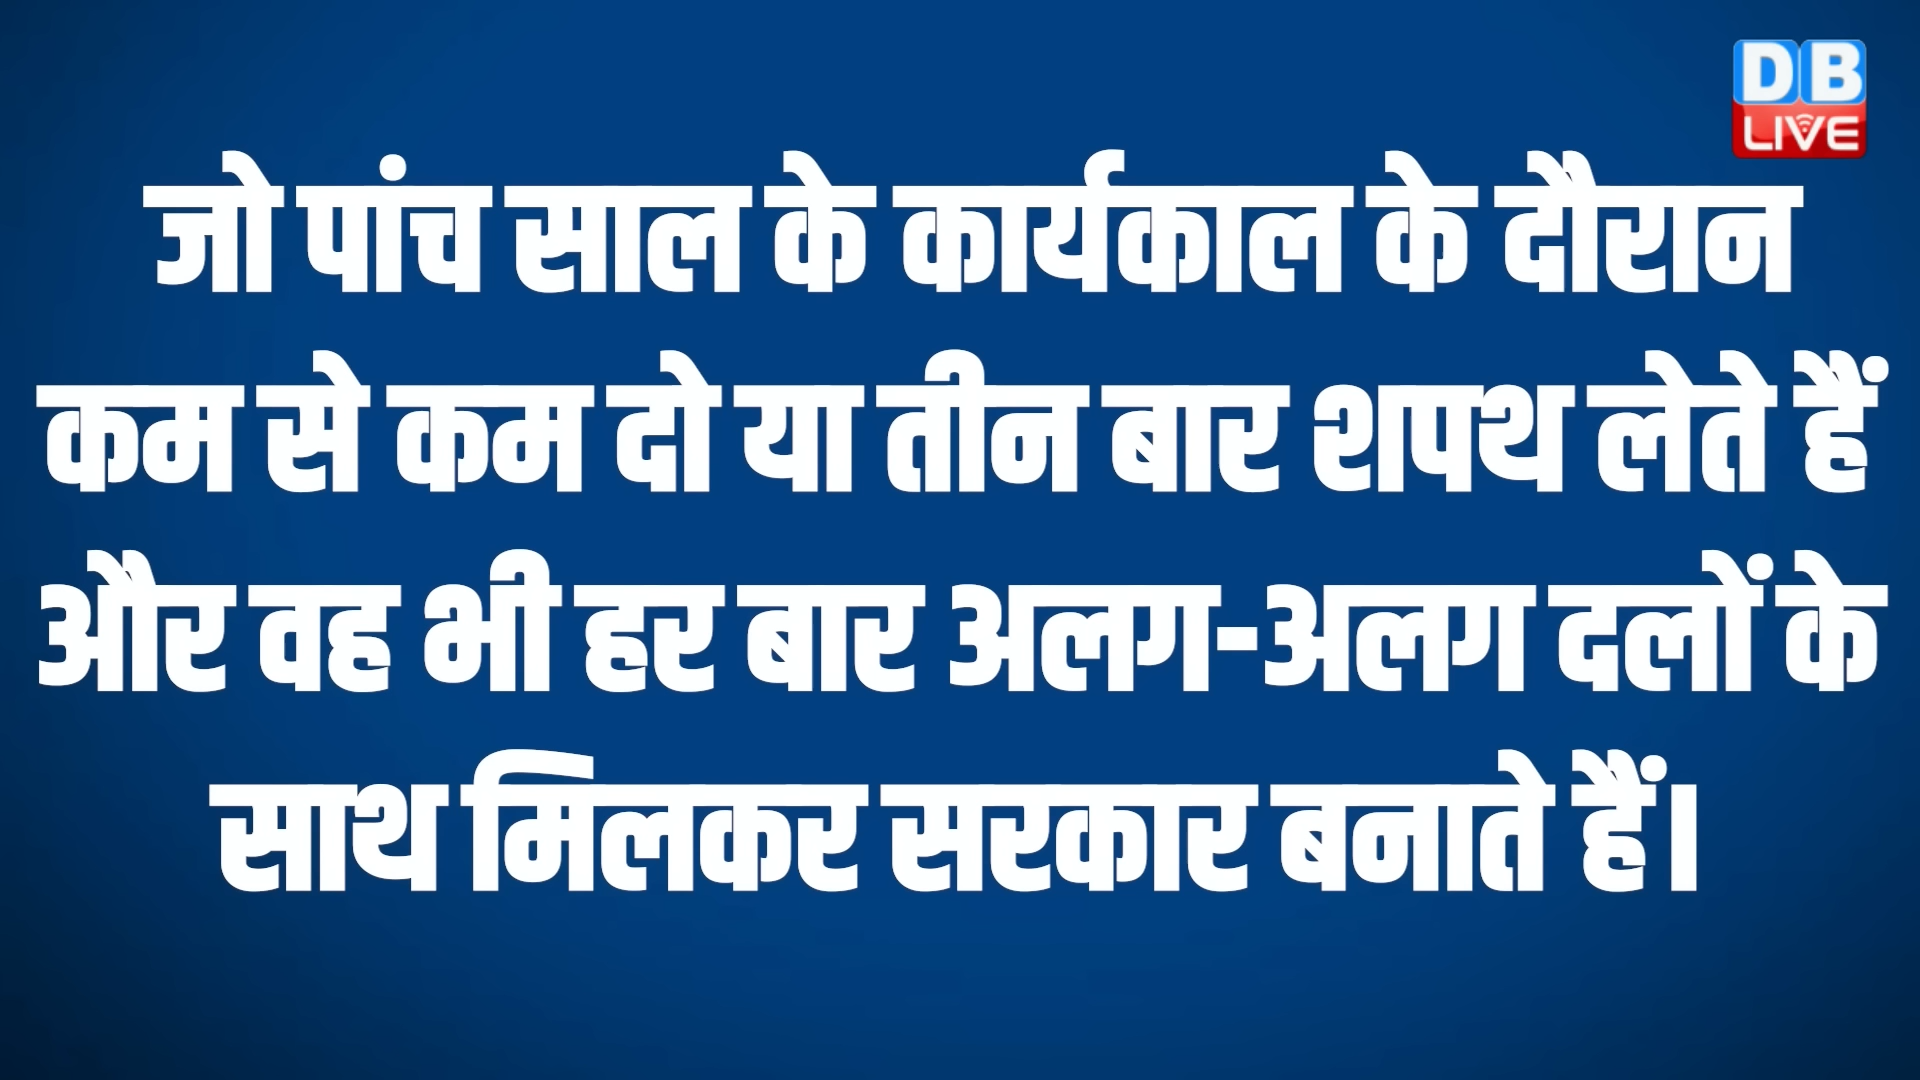 DB
LIVE
जो पांच साल के कार्यकाल के दौरान
कम से कम दो या तीन बार शपथ लेते हैं
और वह भी हर बार अलग-अलग दलों के
साथ मिलकर सरकार बनाते हैं।